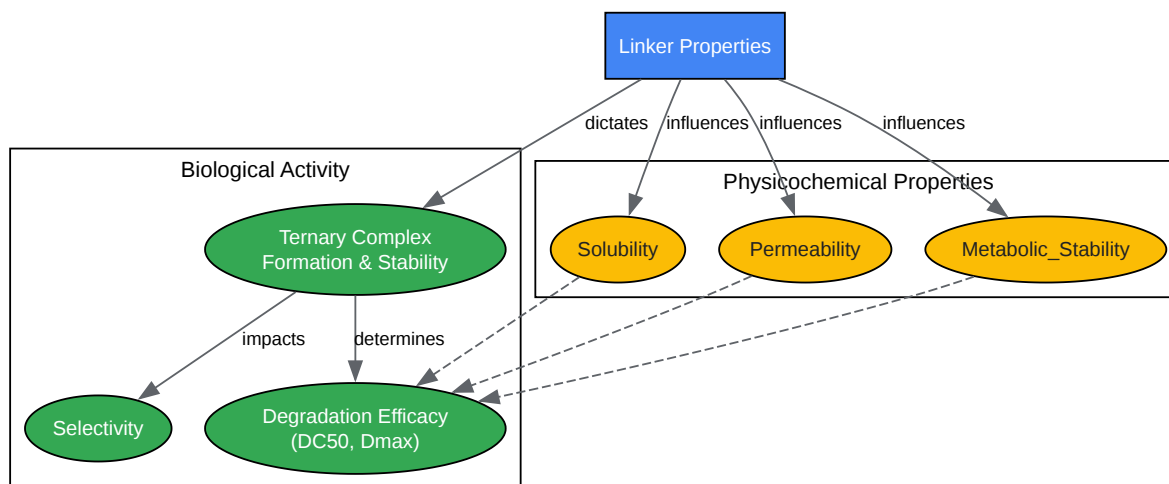 Linker Properties
dictates
influences
influences
influences
Biological Activity
Physicochemical Properties
Ternary Complex
Formation & Stability
Solubility
Permeability
Metabolic_Stability
impacts
determines
Selectivity
Degradation Efficacy
(DC50, Dmax)